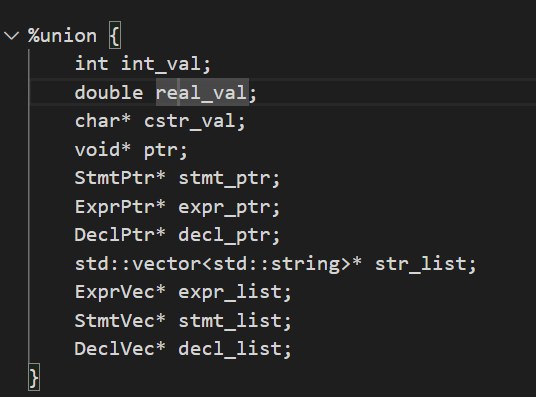 %union {
int int_val;
double real_val;
char* cstr_val;
void* ptr;
StmtPtr* stmt_ptr;
ExprPtr* expr_ptr;
DeclPtr* decl_ptr;
std::vector<std::string>* str_list;
ExprVec* expr_list;
StmtVec* stmt_list;
DeclVec* decl_list;
}